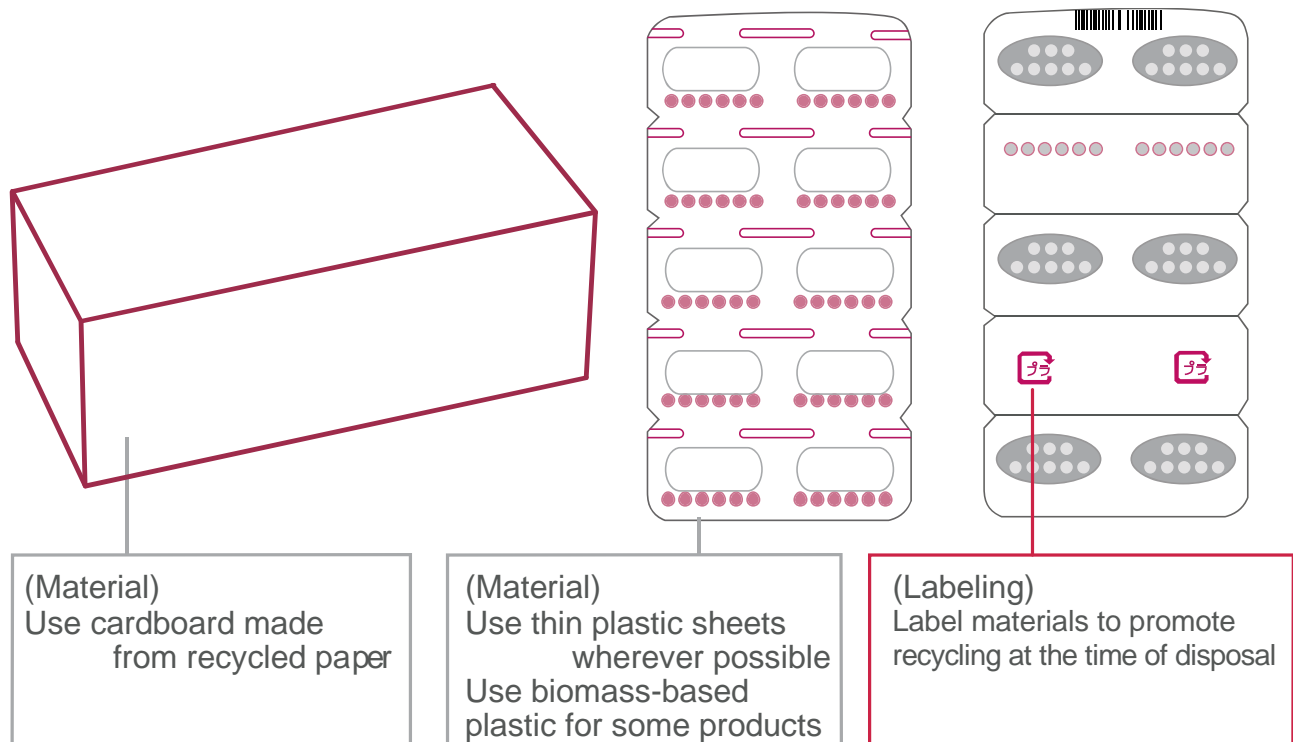 プラ
プラ
(Material)
Use cardboard made
from recycled paper
(Material)
Use thin plastic sheets
wherever possible
Use biomass-based
plastic for some products
(Labeling)
Label materials to promote
recycling at the time of disposal